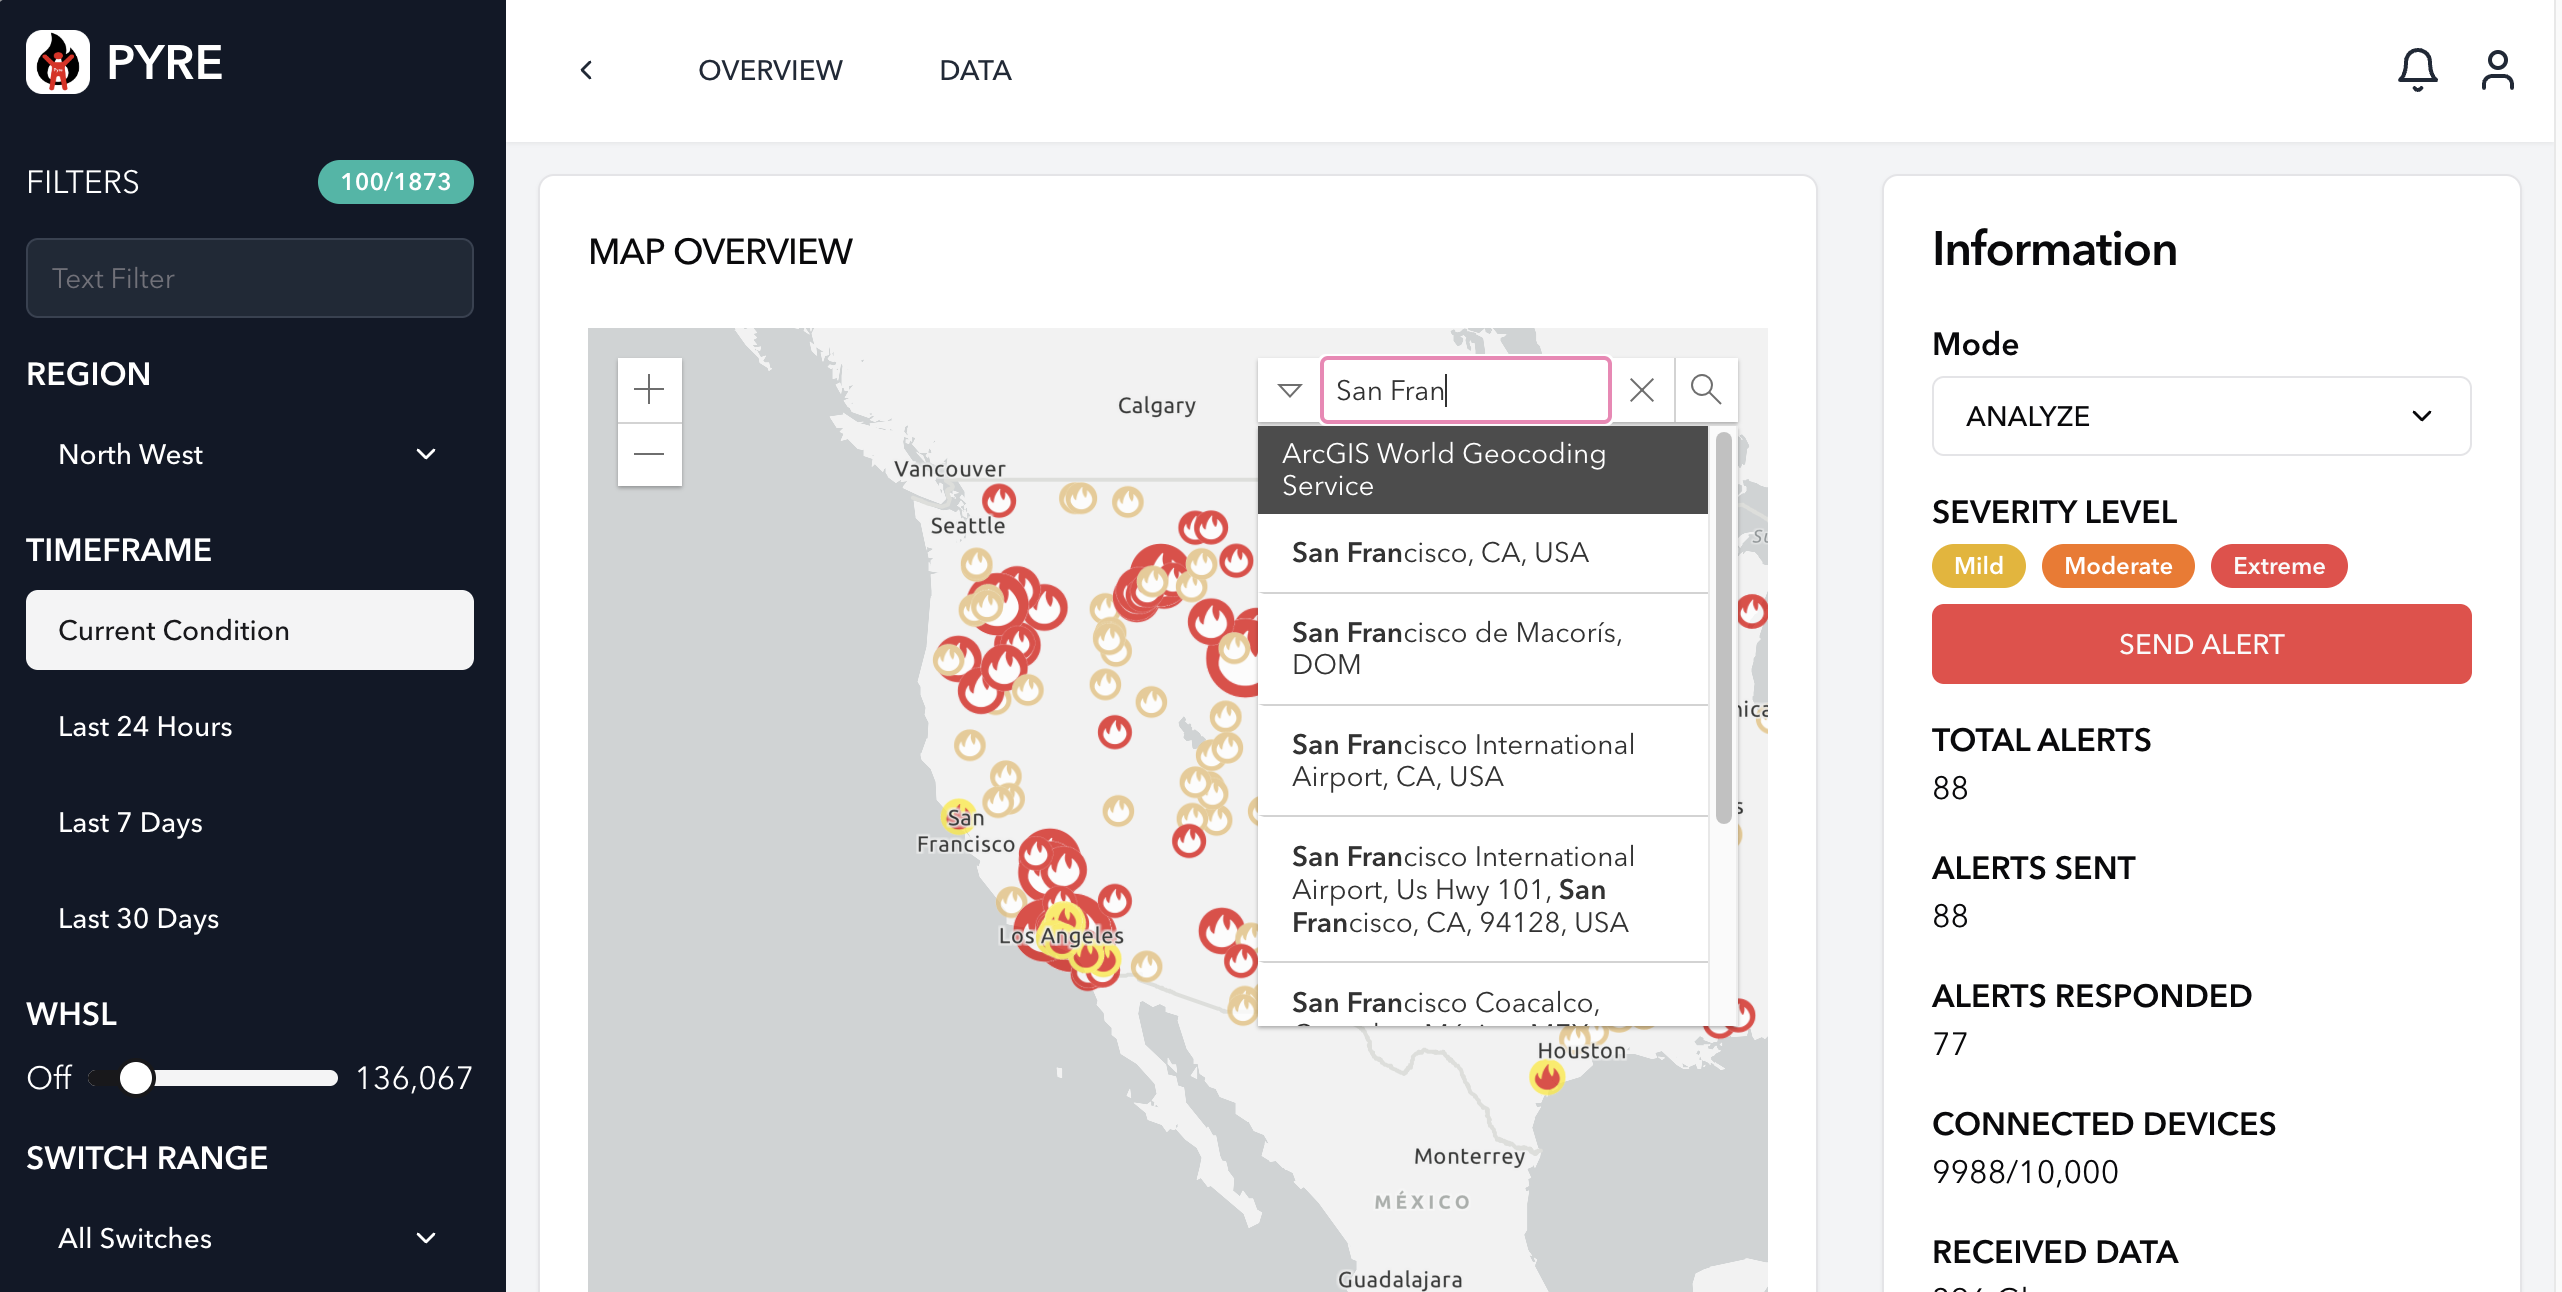 PYRE
FILTERS
100/1873
Text Filter
REGION
North West
TIMEFRAME
Current Condition
Last 24 Hours
Last 7 Days
Last 30 Days
WHSL
Off
136,067
SWITCH RANGE
All Switches
OVERVIEW
DATA
MAP OVERVIEW
San Fran
ArcGIS World Geocoding
Service
San Francisco, CA, USA
San Francisco de Macorís,
DOM
San Francisco International
Airport, CA, USA
San Francisco International
Airport, Us Hwy 101, San
Francisco, CA, 94128, USA
San Francisco Coacalco,
Calgary
Vancouver
Seattle
San
Francisco
Los Angeles
Houston
Monterrey
MÉXICO
Guadalajara
Information
Mode
ANALYZE
SEVERITY LEVEL
Mild
Moderate
Extreme
SEND ALERT
TOTAL ALERTS
88
ALERTS SENT
88
ALERTS RESPONDED
77
CONNECTED DEVICES
9988/10,000
RECEIVED DATA